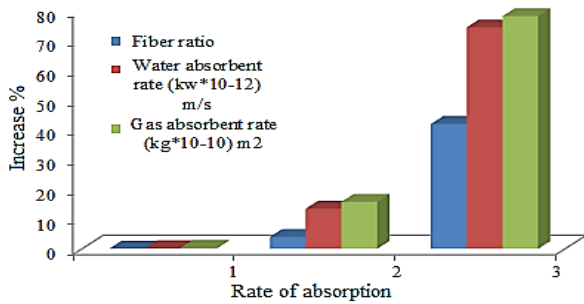 80
70
60
50
40
30
20
10
0
Increase %
Fiber ratio
Water absorbent
rate (kw*10-12)
m/s
Gas absorbent rate
(kg*10-10) m2
1
2
3
Rate of absorption